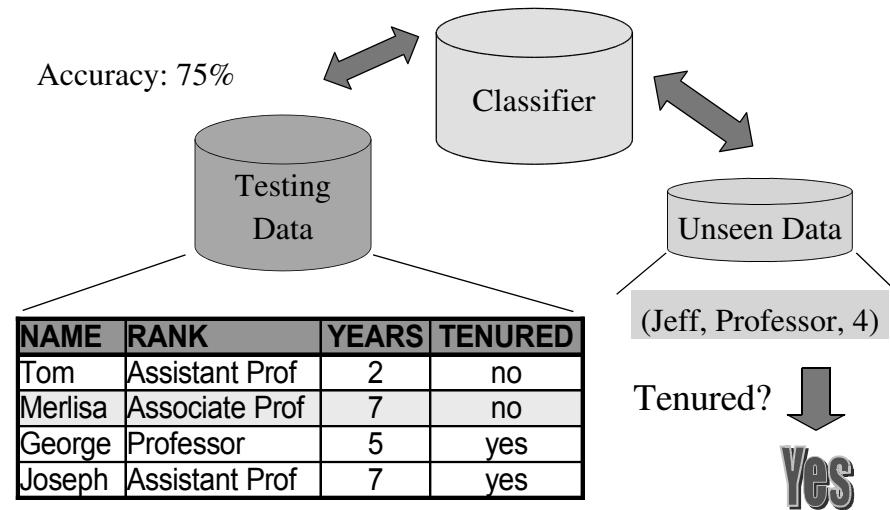 Accuracy: 75%
Classifier
Testing
Data
Unseen Data
(Jeff, Professor, 4)
NAME RANK YEARS TENURED
Tom Assistant Prof 2 no
Merlisa Associate Prof 7 no
George Professor 5 yes
Joseph Assistant Prof 7 yes
Tenured?
Yes